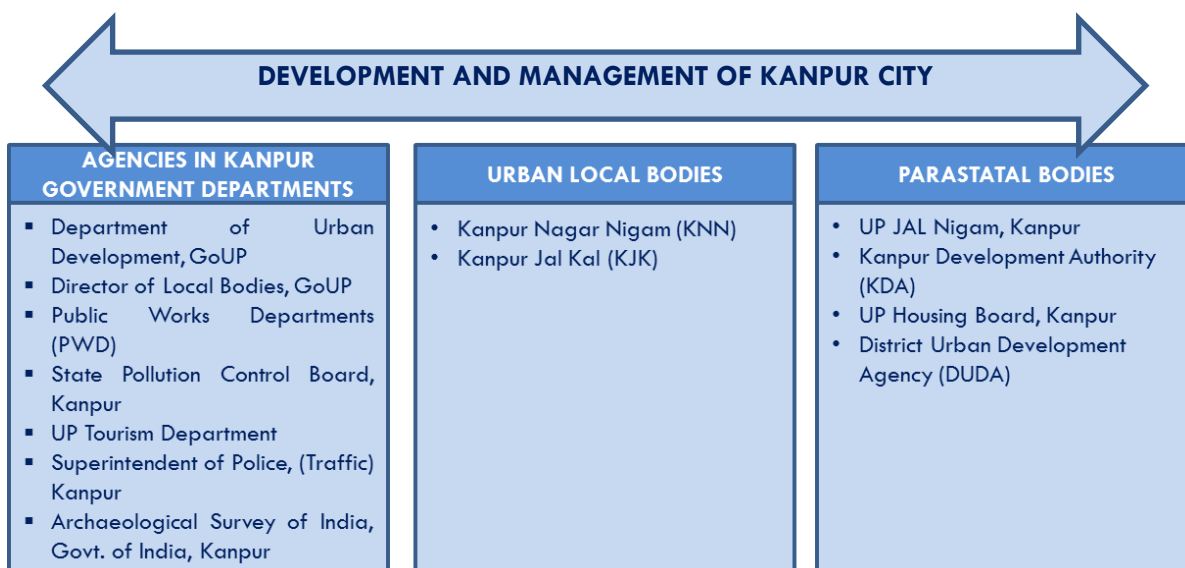 DEVELOPMENT AND MANAGEMENT OF KANPUR CITY
AGENCIES IN KANPUR
GOVERNMENT DEPARTMENTS
▪ Department of Urban
Development, GoUP
▪ Director of Local Bodies, GoUP
▪ Public Works Departments
(PWD)
▪ State Pollution Control Board,
Kanpur
▪ UP Tourism Department
▪ Superintendent of Police, (Traffic)
Kanpur
▪ Archaeological Survey of India,
Govt. of India, Kanpur
URBAN LOCAL BODIES
• Kanpur Nagar Nigam (KNN)
• Kanpur Jal Kal (KJK)
PARASTATAL BODIES
• UP JAL Nigam, Kanpur
• Kanpur Development Authority
(KDA)
• UP Housing Board, Kanpur
• District Urban Development
Agency (DUDA)